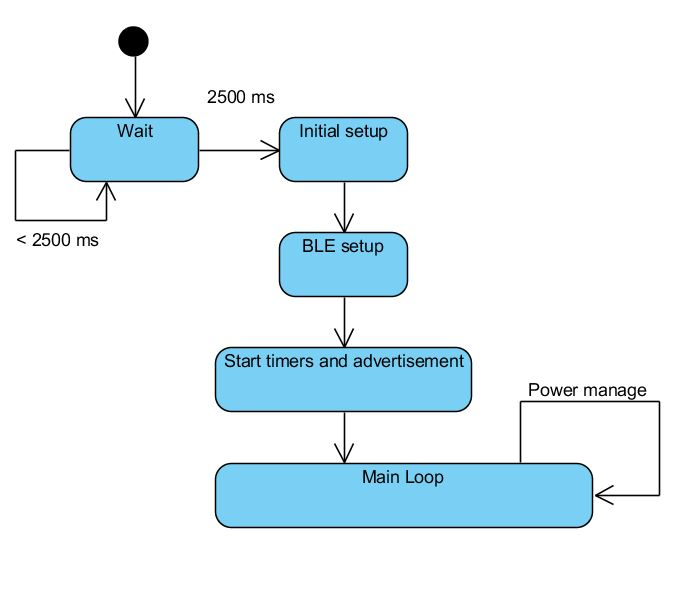 2500 ms
Wait
Initial setup
< 2500 ms
BLE setup
Start timers and advertisement
Power manage
Main Loop